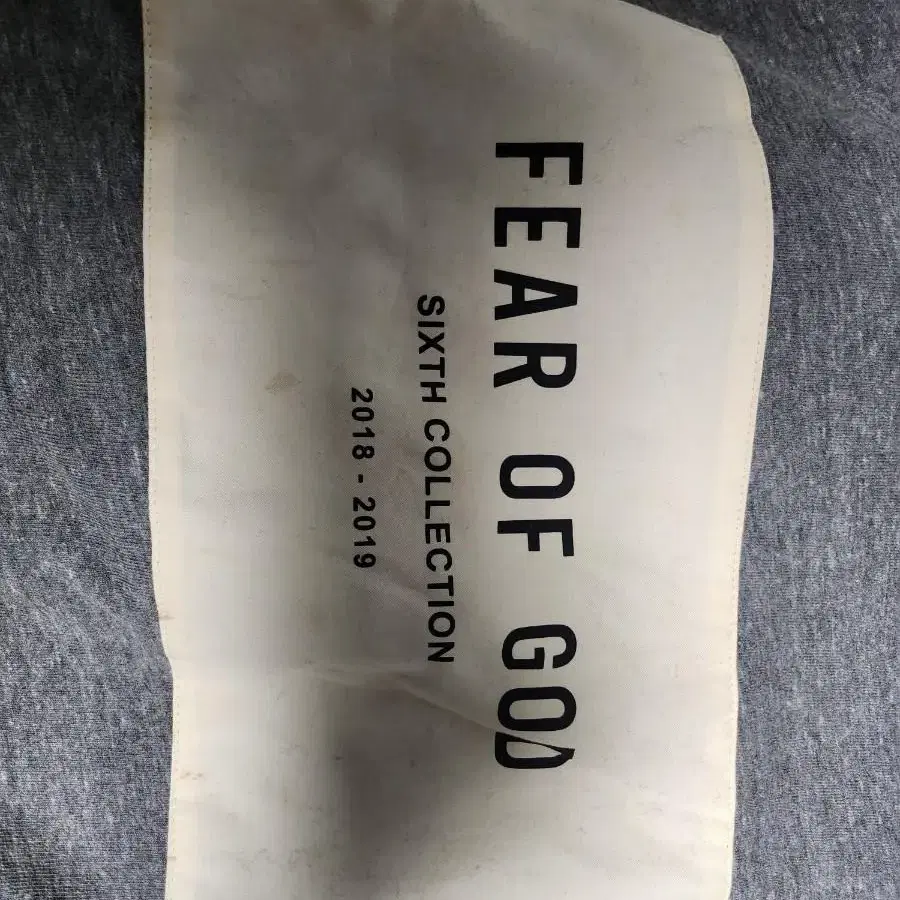 FEAR OF GOD
SIXTH COLLECTION
2018 - 2019